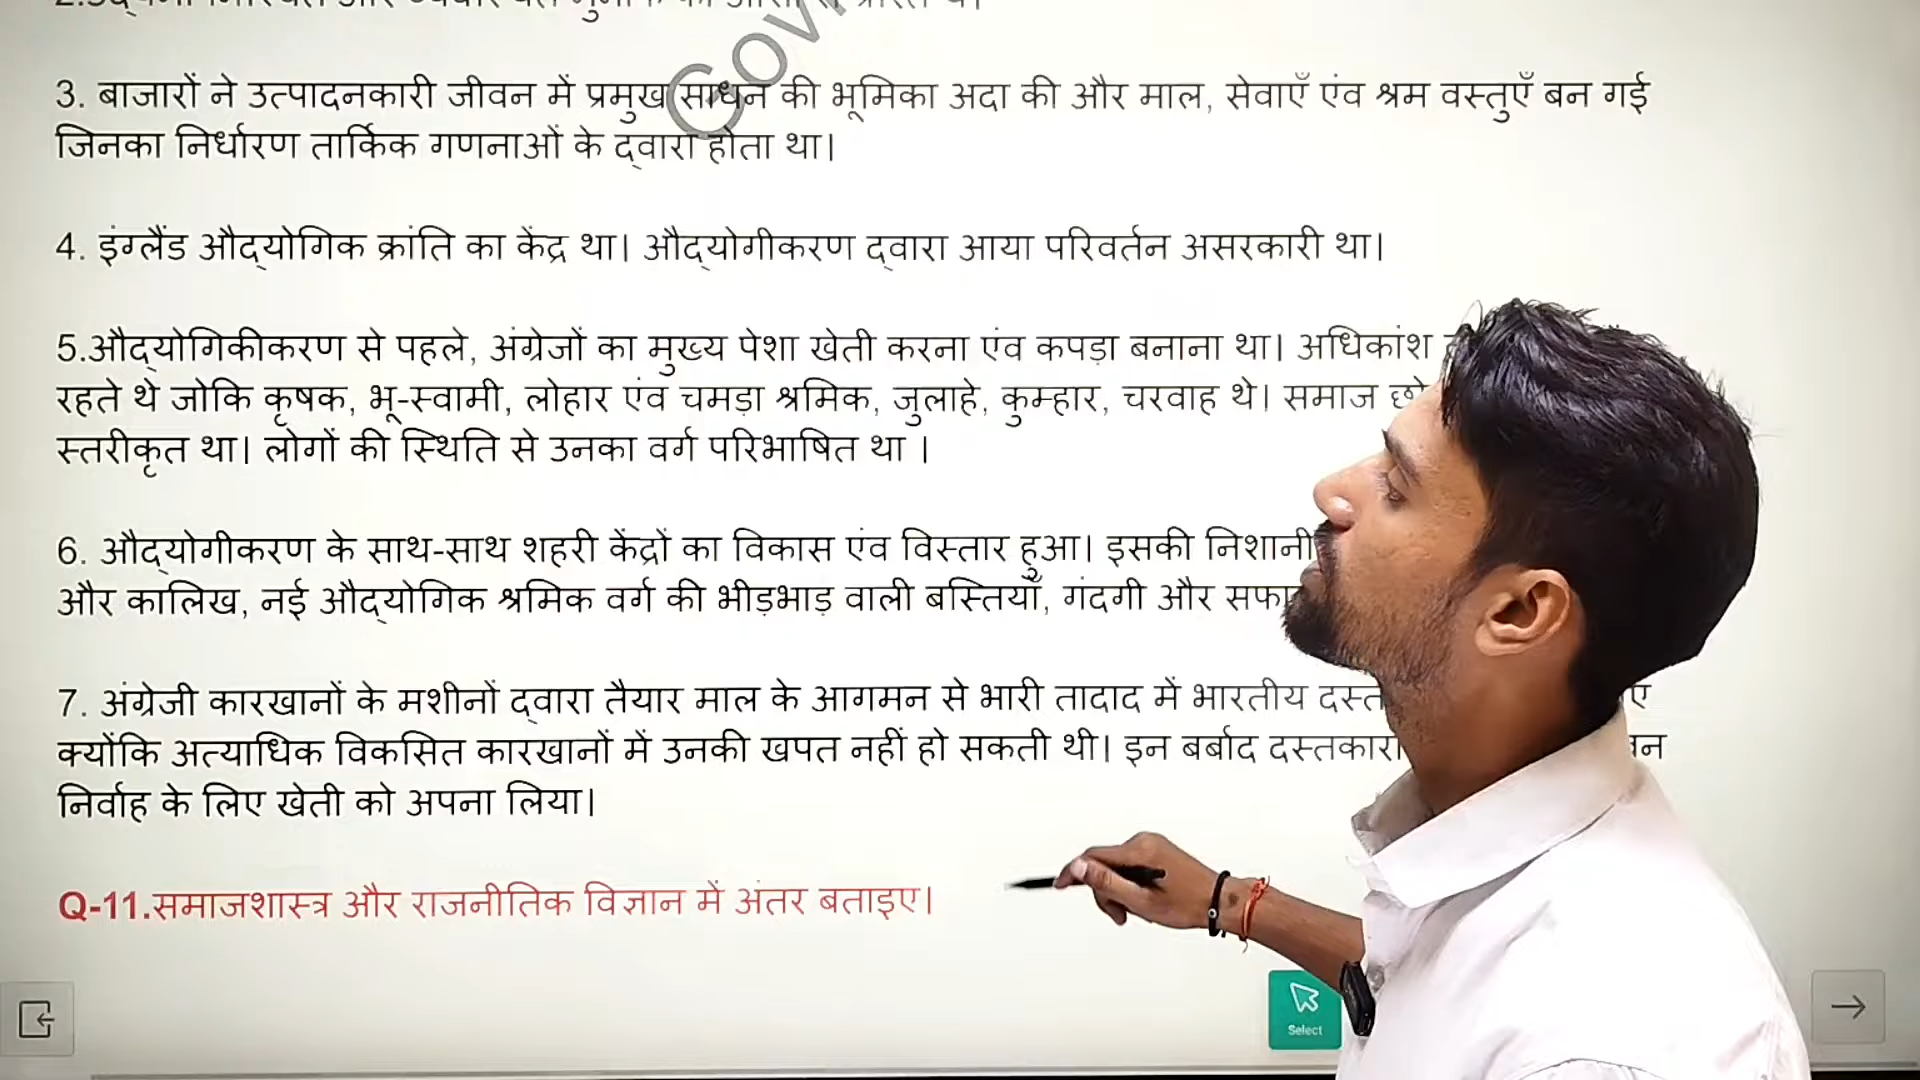 3. बाजारों ने उत्पादनकारी जीवन में प्रमुख साधन की भूमिका अदा की और माल, सेवाएँ एंव श्रम वस्तुएँ बन गई
जिनका निर्धारण तार्किक गणनाओं के द्वारा होता था।
4. इंग्लैंड औद्योगिक क्रांति का केंद्र था। औद्योगीकरण द्वारा आया परिवर्तन असरकारी था।
5.औद्योगिकीकरण से पहले, अंग्रेजों का मुख्य पेशा खेती करना एंव कपड़ा बनाना था। अधिकांश
रहते थे जोकि कृषक, भू-स्वामी, लोहार एंव चमड़ा श्रमिक, जुलाहे, कुम्हार, चरवाह थे। समाज
स्तरीकृत था। लोगों की स्थिति से उनका वर्ग परिभाषित था ।
6. औद्योगीकरण के साथ-साथ शहरी केंद्रों का विकास एंव विस्तार हुआ। इसकी निशानी
और कालिख, नई औद्योगिक श्रमिक वर्ग की भीड़भाड़ वाली बस्तियाँ, गंदगी और
7. अंग्रेजी कारखानों के मशीनों द्वारा तैयार माल के आगमन से भारी तादाद में भारतीय
क्योंकि अत्याधिक विकसित कारखानों में उनकी खपत नहीं हो सकती थी। इन बर्बाद
निर्वाह के लिए खेती को अपना लिया।
Q-11.समाजशास्त्र और राजनीतिक विज्ञान में अंतर बताइए।
Select